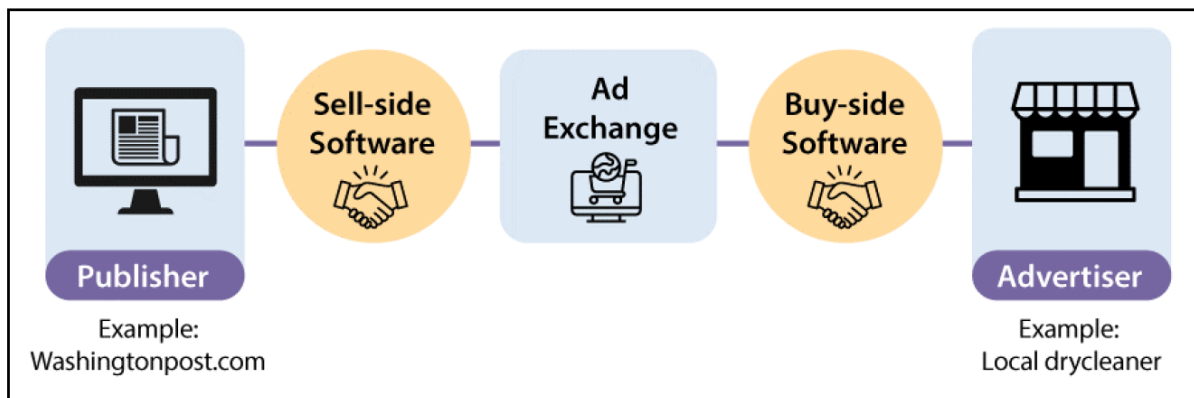 Sell-side
Software
Ad
Exchange
Buy-side
Software
Publisher
Advertiser
Example:
Washingtonpost.com
Example:
Local drycleaner